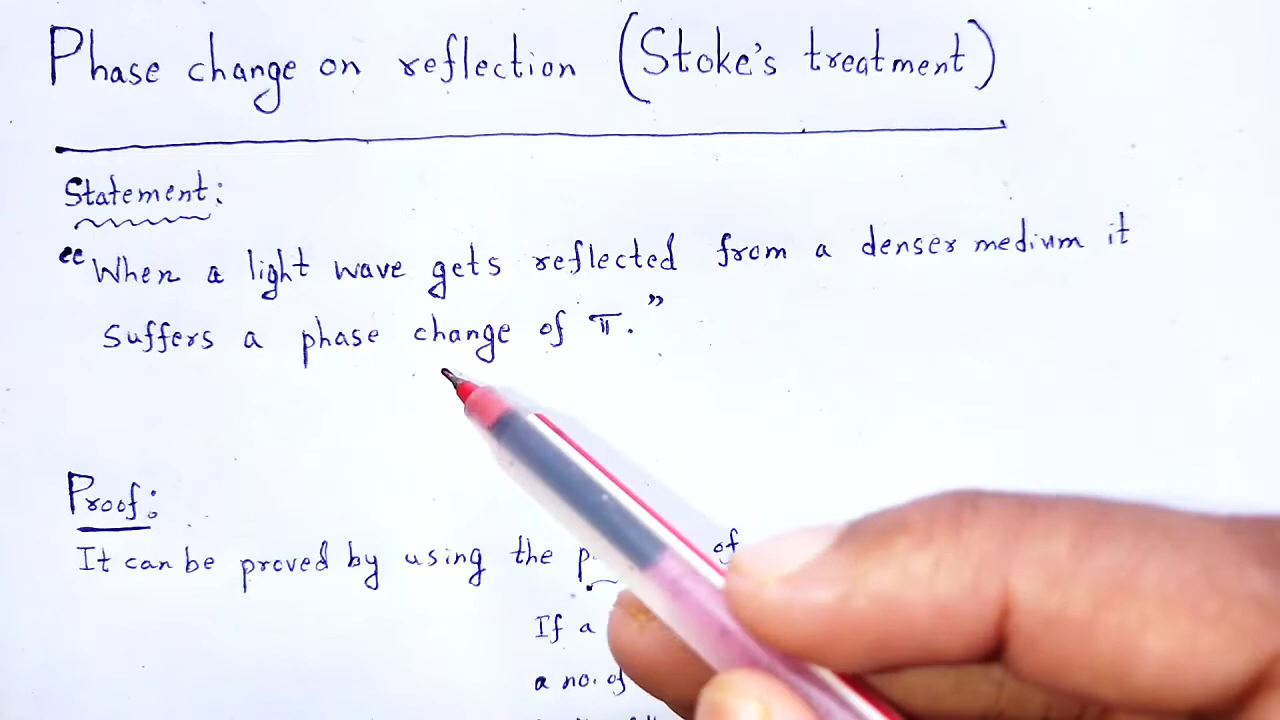 Phase change on reflection (Stoke's treatment)
Statement:
"When a light wave gets reflected from a denser medium it
suffers a phase change of π."
Proof:
It can be proved by using the of
If a
a no. of